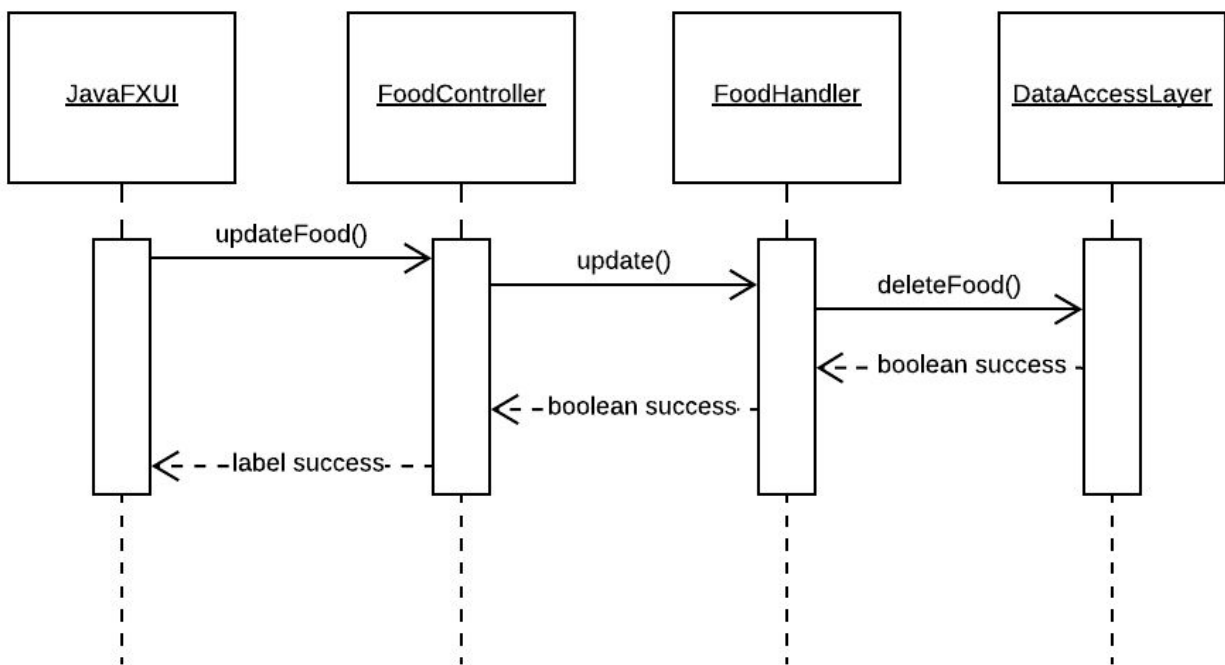 JavaFXUI
FoodController
FoodHandler
DataAccessLayer
updateFood()
update()
deleteFood()
boolean success
boolean success
label success